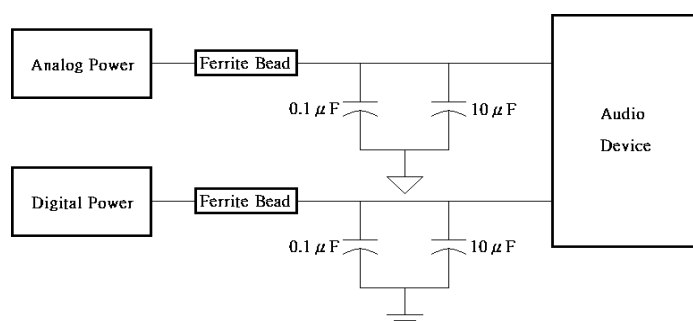 Analog Power
Ferrite Bead
0.1 μF
10 μF
Audio
Device
Digital Power
Ferrite Bead
0.1 μF
10 μF